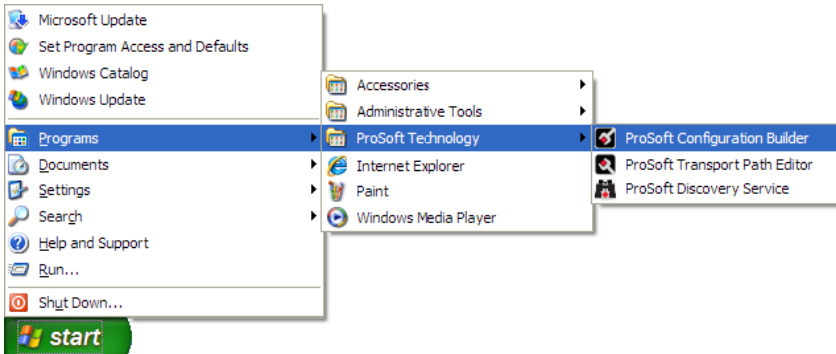 Microsoft Update
Set Program Access and Defaults
Windows Catalog
Windows Update
Programs
Documents
Settings
Search
Help and Support
Run...
Shut Down...
start
Accessories
Administrative Tools
ProSoft Technology
Internet Explorer
Paint
Windows Media Player
ProSoft Configuration Builder
ProSoft Transport Path Editor
ProSoft Discovery Service